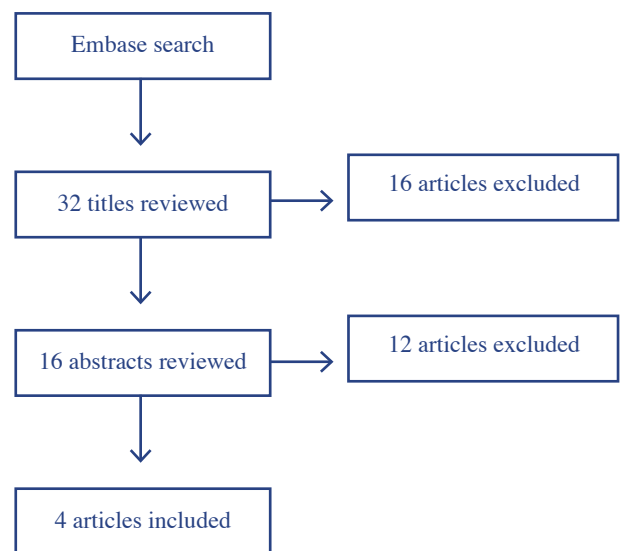 Embase search
32 titles reviewed
16 articles excluded
16 abstracts reviewed
12 articles excluded
4 articles included